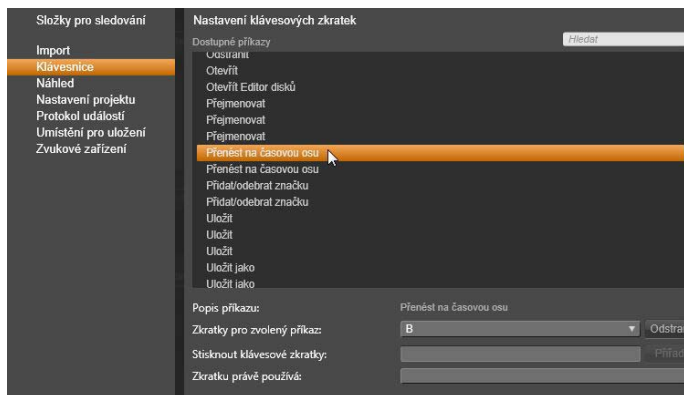 Složky pro sledování
Import
Klávesnice
Náhled
Nastavení projektu
Protokol událostí
Umístění pro uložení
Zvukové zařízení
Nastavení klávesových zkratek
Dostupné příkazy
Hledat
Odstranit
Otevřít
Otevřít Editor disků
Přejmenovat
Přejmenovat
Přejmenovat
Přenést na časovou osu
Přenést na časovou osu
Přidat/odebrat značku
Přidat/odebrat značku
Uložit
Uložit
Uložit
Uložit jako
Uložit jako
Popis příkazu: Přenést na časovou osu
Zkratky pro zvolený příkaz: B Odstra
Stisknout klávesové zkratky: Přiřad
Zkratku právě používá: